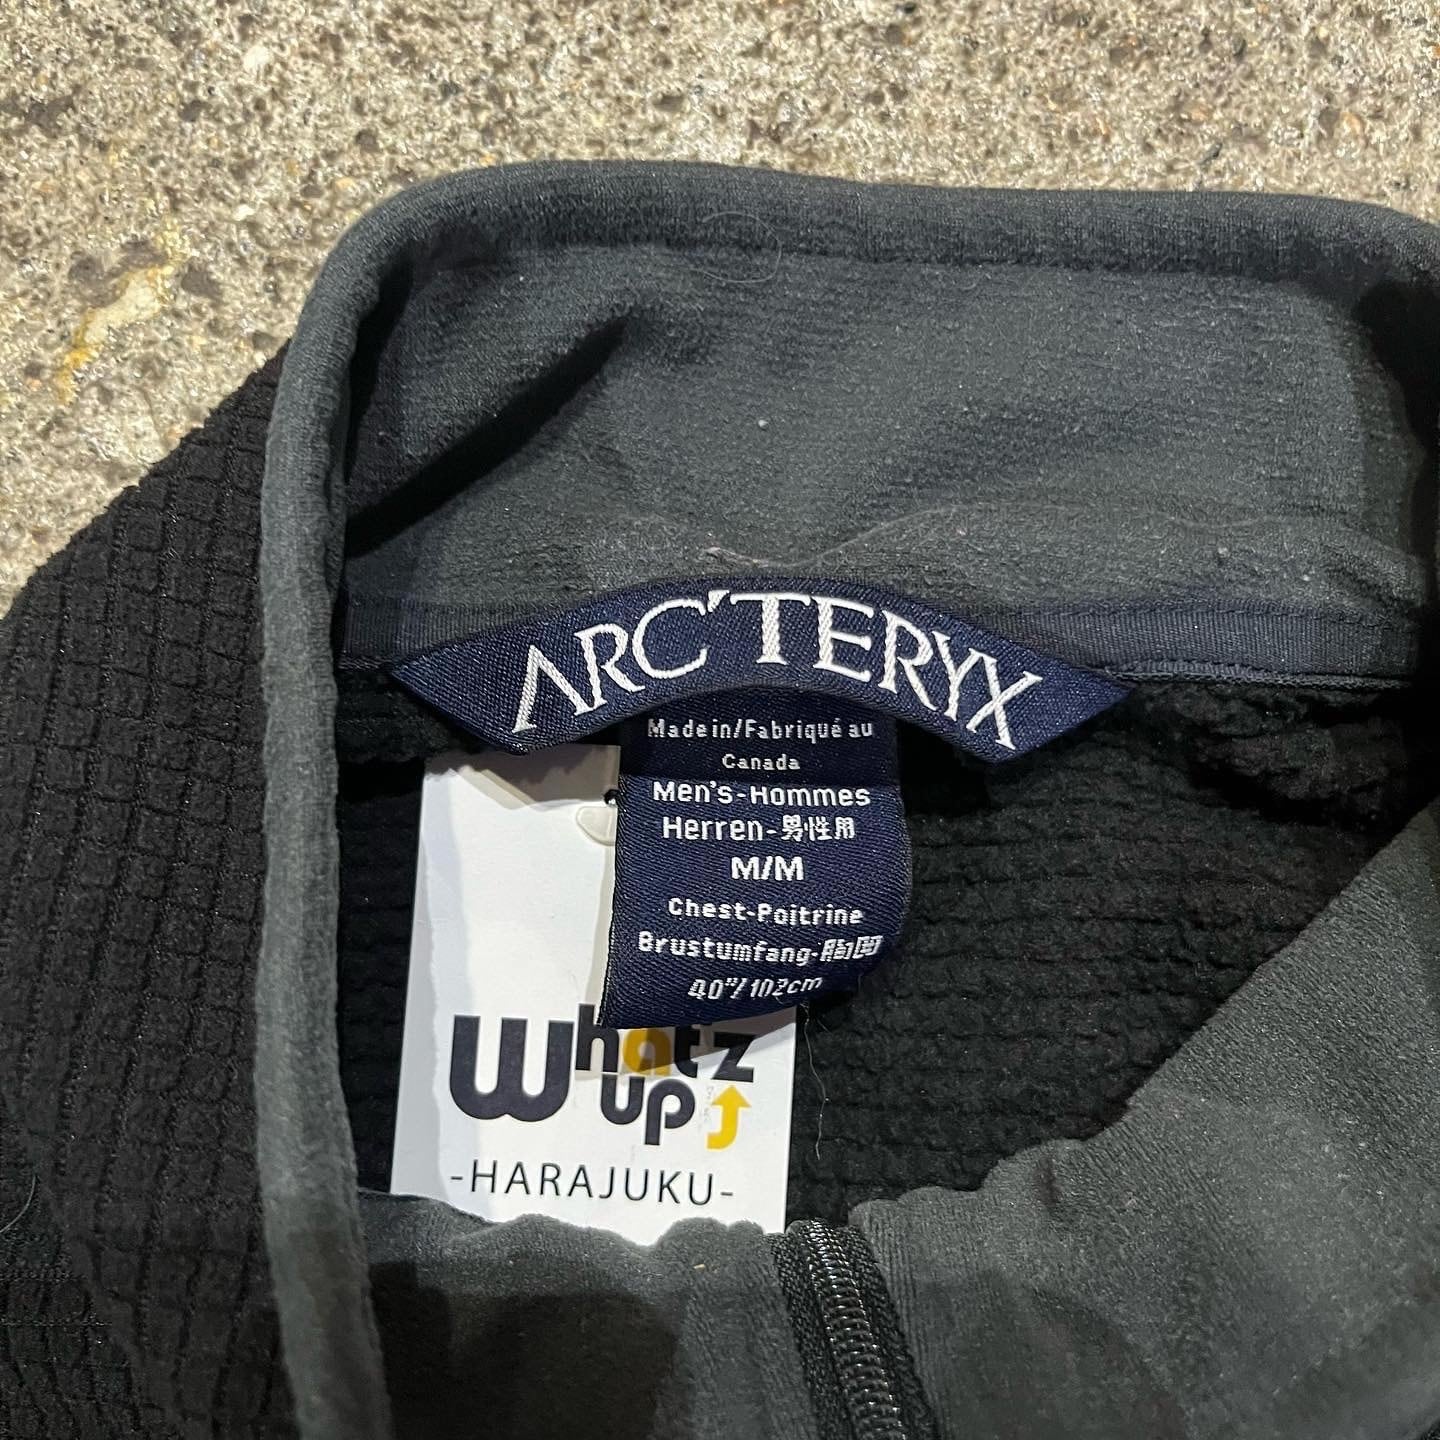 ARC'TERYX
Made in/Fabriqué au
Canada
Men's-Hommes
Herren-男性用
M/M
Chest-Poitrine
Brustumfang-胸囲
40"/102cm
What'z
up
-HARAJUKU-